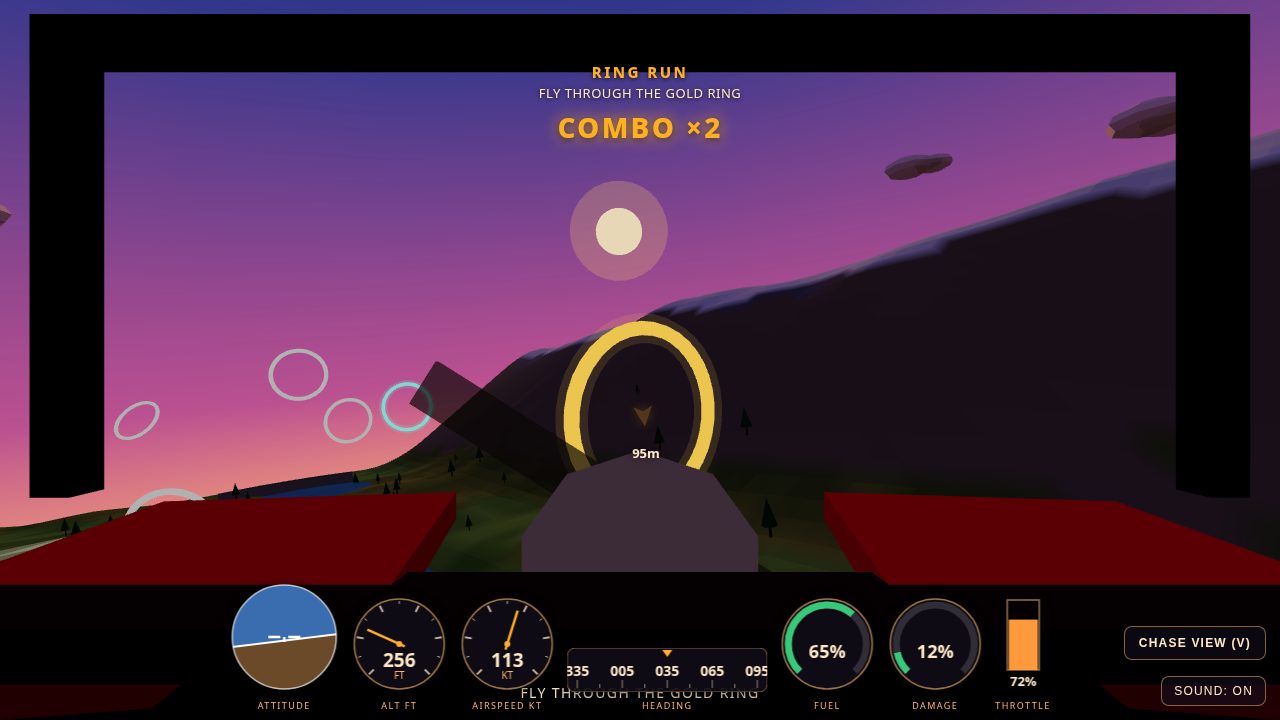 RING RUN
FLY THROUGH THE GOLD RING
COMBO ×2
95m
256
FT
113
KT
335 005 035 065 095
65%
12%
72%
CHASE VIEW (V)
SOUND: ON
FLY THROUGH THE GOLD RING
ATTITUDE
ALT FT
AIRSPEED KT
HEADING
FUEL
DAMAGE
THROTTLE